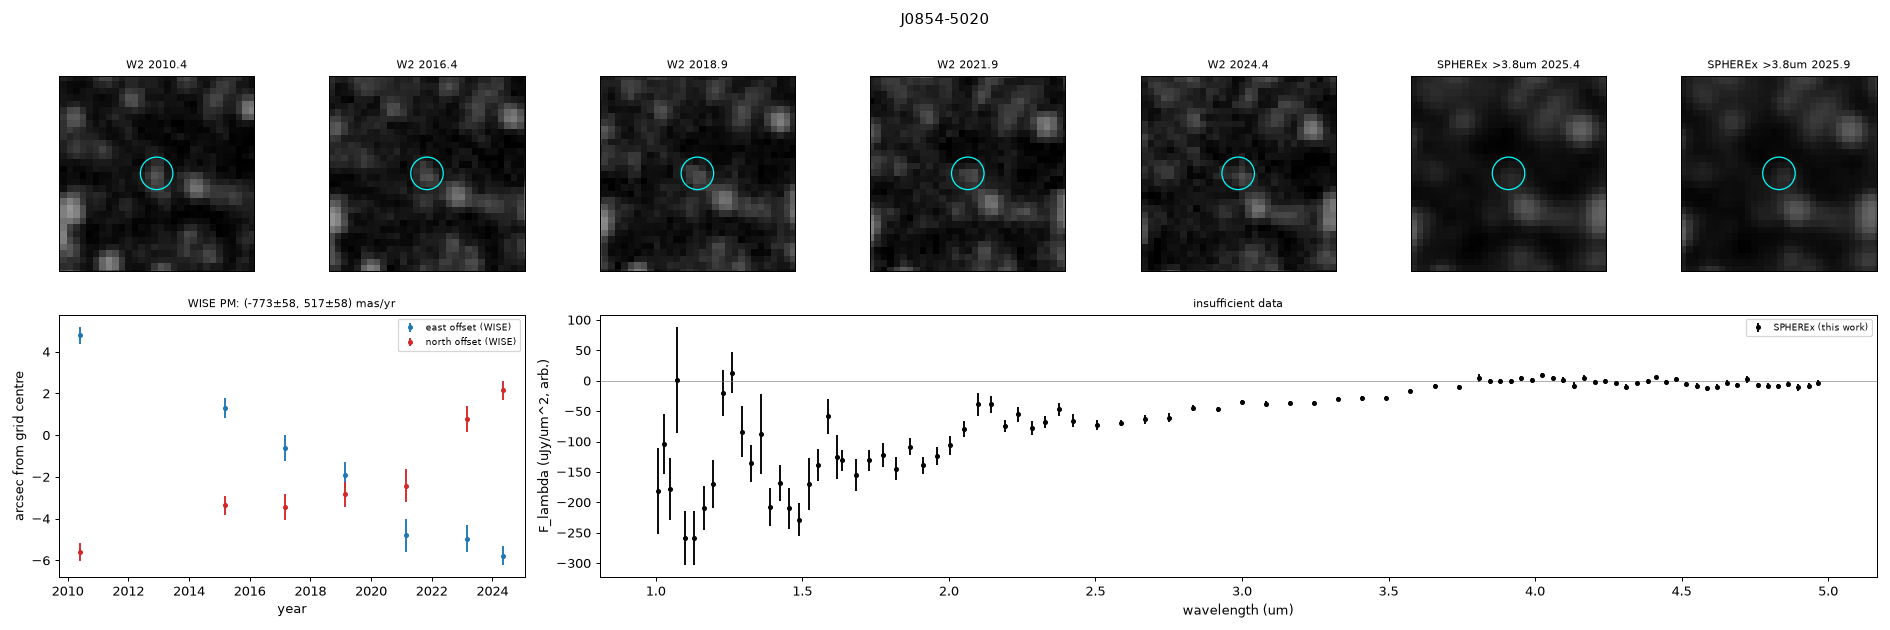 J0854-5020
W2 2010.4
W2 2016.4
W2 2018.9
W2 2021.9
W2 2024.4
SPHEREx >3.8um 2025.4
SPHEREx >3.8um 2025.9
WISE PM: (-773±58, 517±58) mas/yr
east offset (WISE)
north offset (WISE)
arcsec from grid centre
4
2
0
−2
−4
−6
2010
2012
2014
2016
2018
2020
2022
2024
year
insufficient data
SPHEREx (this work)
F_lambda (uJy/um^2, arb.)
100
50
0
−50
−100
−150
−200
−250
−300
1.0
1.5
2.0
2.5
3.0
3.5
4.0
4.5
5.0
wavelength (um)